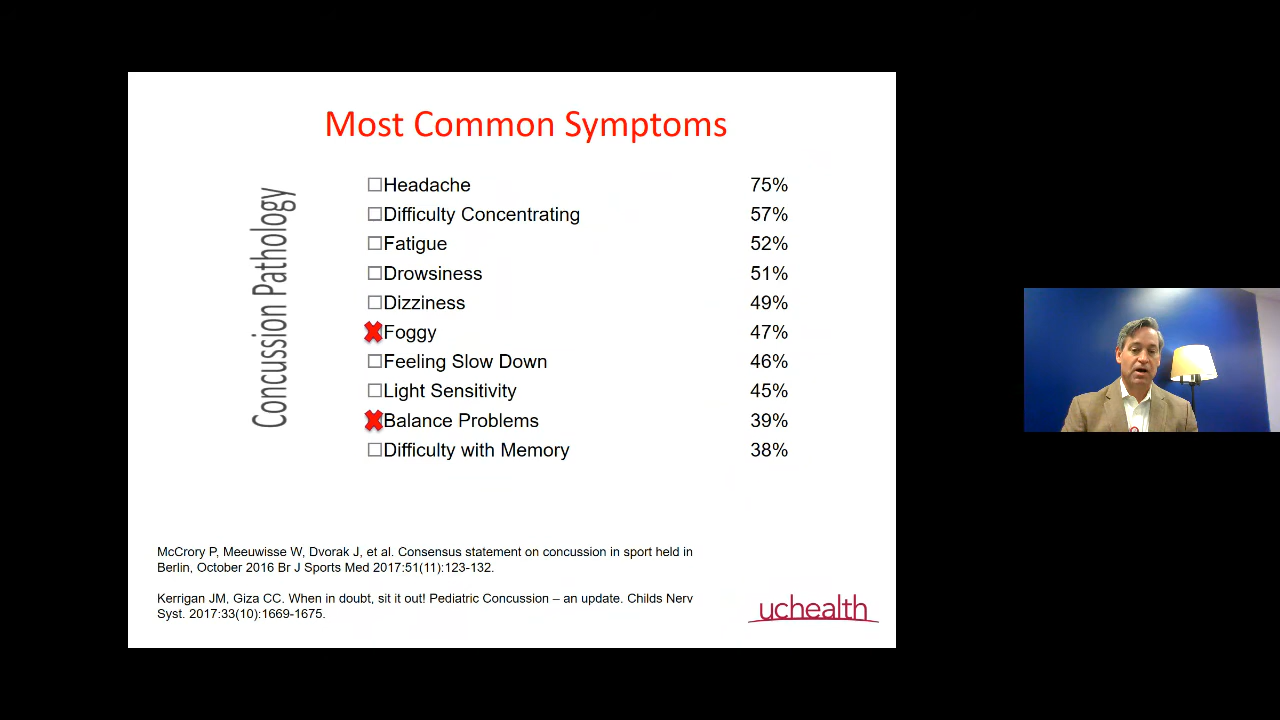 Most Common Symptoms
Concussion Pathology
Headache 75%
Difficulty Concentrating 57%
Fatigue 52%
Drowsiness 51%
Dizziness 49%
Foggy 47%
Feeling Slow Down 46%
Light Sensitivity 45%
Balance Problems 39%
Difficulty with Memory 38%
McCrory P, Meeuwisse W, Dvorak J, et al. Consensus statement on concussion in sport held in
Berlin, October 2016 Br J Sports Med 2017:51(11):123-132.
Kerrigan JM, Giza CC. When in doubt, sit it out! Pediatric Concussion – an update. Childs Nerv
Syst. 2017:33(10):1669-1675.
uchealth